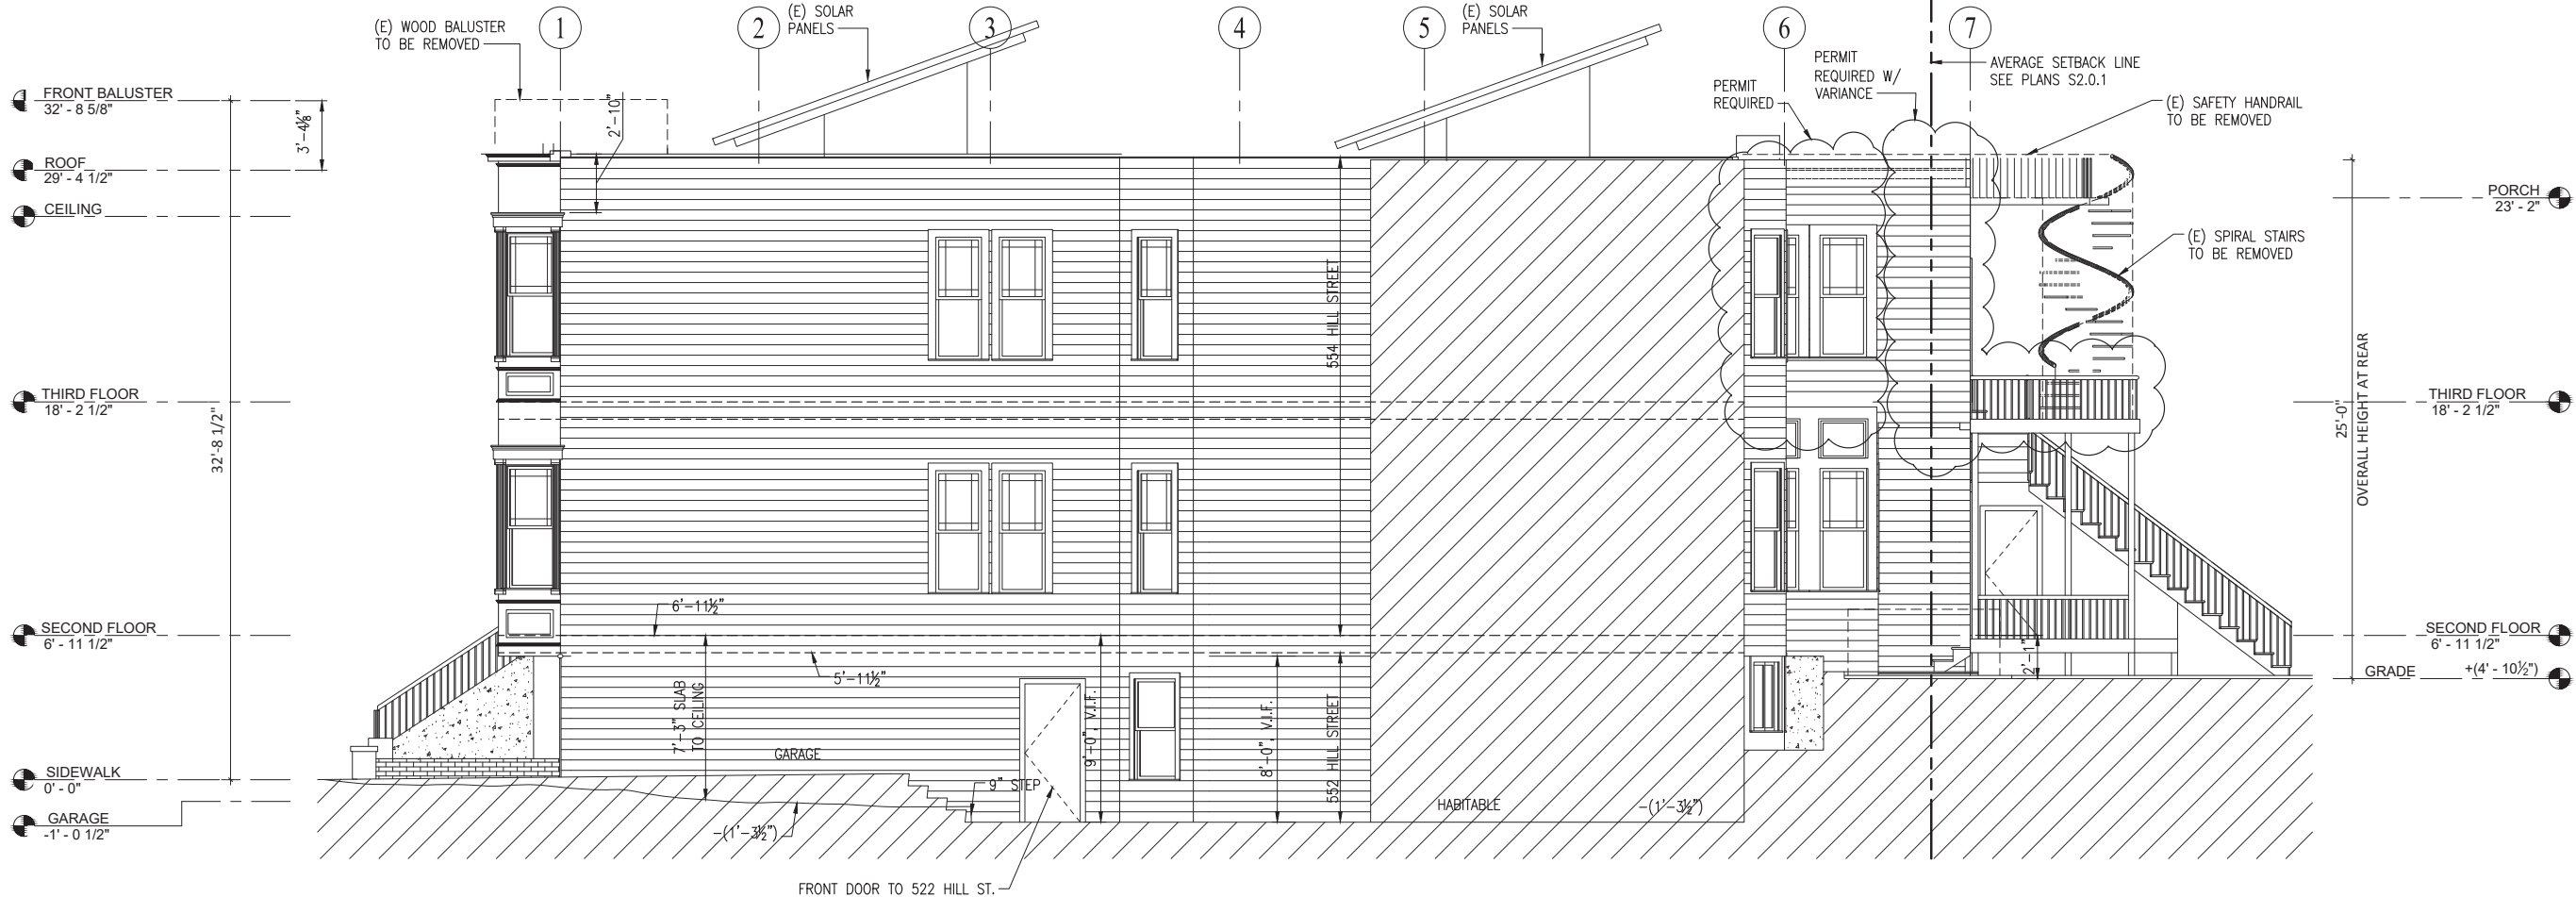 (E) WOOD BALUSTER
TO BE REMOVED
1
2
(E) SOLAR
PANELS
3
4
5
(E) SOLAR
PANELS
6
7
PERMIT
REQUIRED
PERMIT
REQUIRED W/
VARIANCE
AVERAGE SETBACK LINE
SEE PLANS S2.0.1
(E) SAFETY HANDRAIL
TO BE REMOVED
(E) SPIRAL STAIRS
TO BE REMOVED
FRONT BALUSTER
32' - 8 5/8"
ROOF
29' - 4 1/2"
CEILING
THIRD FLOOR
18' - 2 1/2"
SECOND FLOOR
6' - 11 1/2"
SIDEWALK
0' - 0"
GARAGE
-1' - 0 1/2"
32'-8 1/2"
3'-4⅛"
2'-10"
554 HILL STREET
6'-11½"
5'-11½"
7'-3" SLAB
TO CEILING
GARAGE
9" STEP
9'-0", V.I.F.
8'-0", V.I.F.
552 HILL STREET
HABITABLE
-(1'-3½")
-(1'-3½")
FRONT DOOR TO 522 HILL ST.
2'-1"
PORCH
23' - 2"
25'-0"
OVERALL HEIGHT AT REAR
THIRD FLOOR
18' - 2 1/2"
SECOND FLOOR
6' - 11 1/2"
GRADE +(4' - 10½")